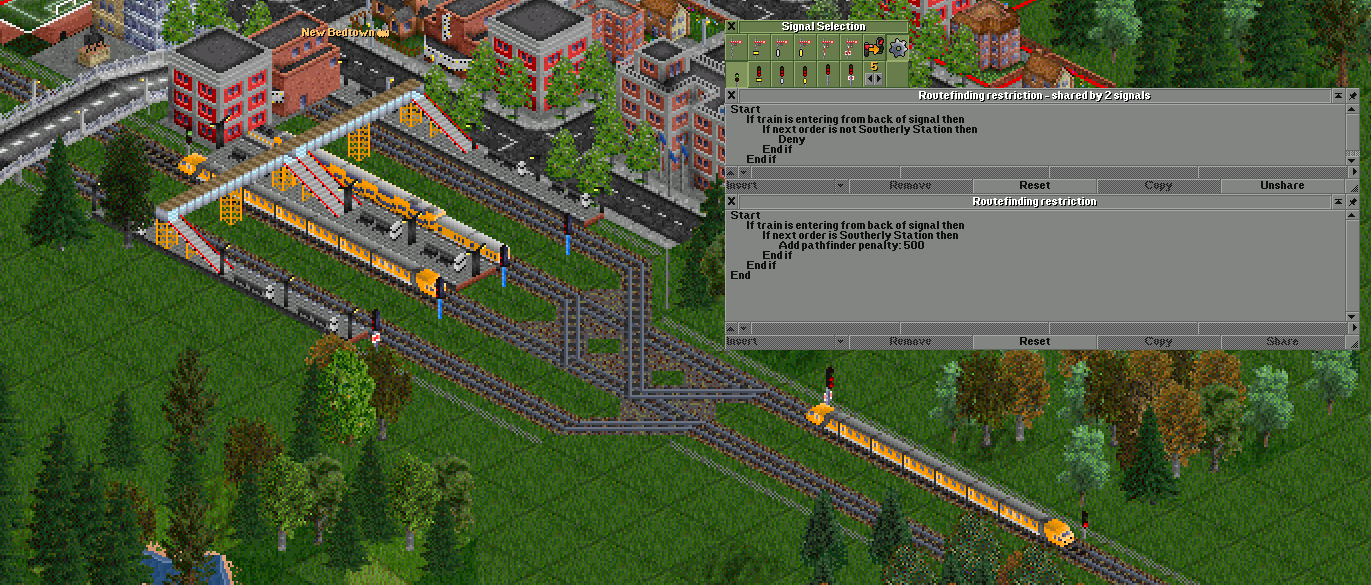 New Bedtown
Signal Selection
5
Routefinding restriction - shared by 2 signals
Start
If train is entering from back of signal then
If next order is not Southerly Station then
Deny
End if
End if
Insert Remove Reset Copy Unshare
Routefinding restriction
Start
If train is entering from back of signal then
If next order is Southerly Station then
Add pathfinder penalty: 500
End if
End if
End
Insert Remove Reset Copy Share